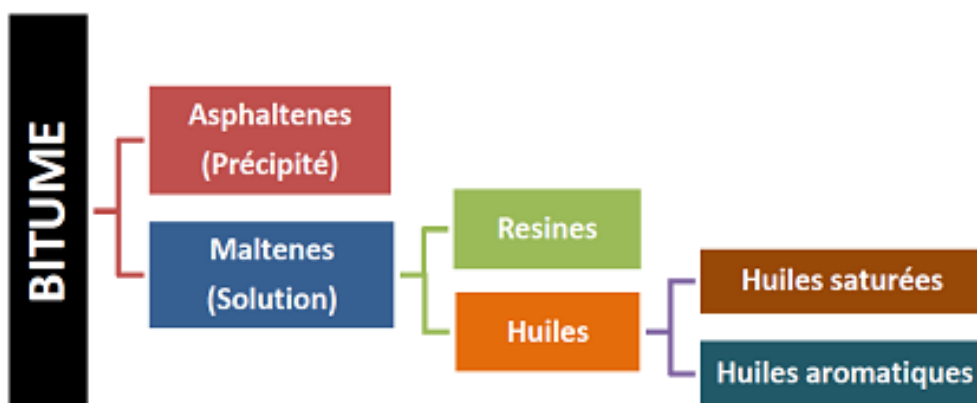 BITUME
Asphaltenes
(Précipité)
Maltenes
(Solution)
Resines
Huiles
Huiles saturées
Huiles aromatiques